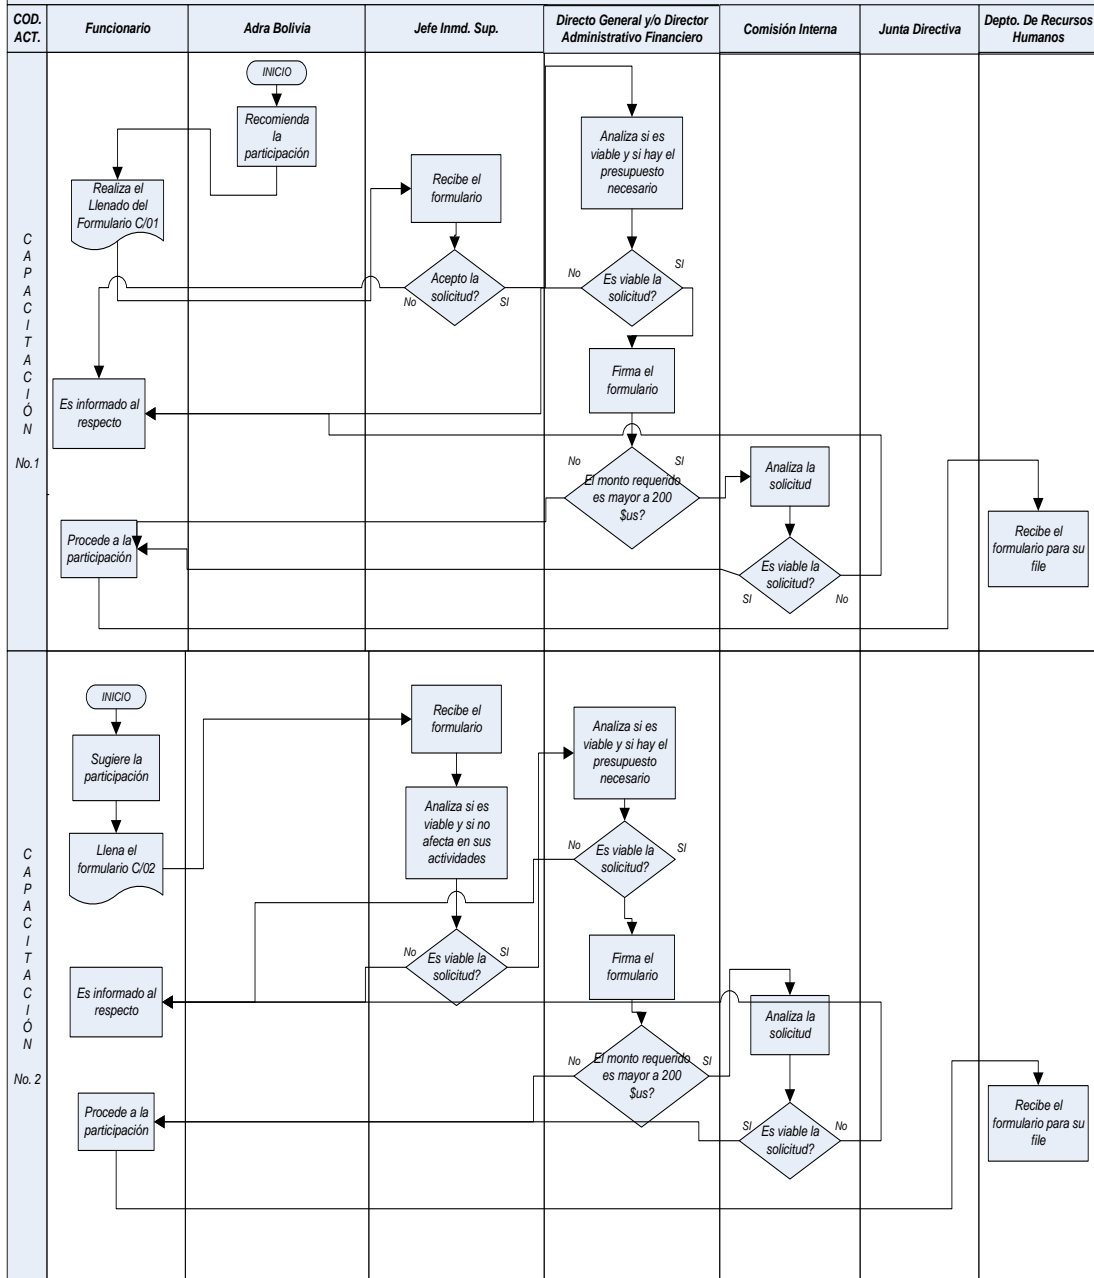 COD.
ACT.
Funcionario
Adra Bolivia
Jefe Inmd. Sup.
Directo General y/o Director
Administrativo Financiero
Comisión Interna
Junta Directiva
Depto. De Recursos
Humanos
C
A
P
A
C
I
T
A
C
I
Ó
N
No.1
INICIO
Recomienda
la
participación
Realiza el
Llenado del
Formulario C/01
Recibe el
formulario
Acepto la
solicitud?
No
SI
Analiza si es
viable y si hay el
presupuesto
necesario
Es viable la
solicitud?
No
SI
Firma el
formulario
Es informado al
respecto
El monto requerido
es mayor a 200
$us?
No
SI
Analiza la
solicitud
Es viable la
solicitud?
SI
No
Procede a la
participación
Recibe el
formulario para su
file
C
A
P
A
C
I
T
A
C
I
Ó
N
No. 2
INICIO
Sugiere la
participación
Llena el
formulario C/02
Recibe el
formulario
Analiza si es
viable y si no
afecta en sus
actividades
Es viable la
solicitud?
No
SI
Analiza si es
viable y si hay el
presupuesto
necesario
Es viable la
solicitud?
No
SI
Firma el
formulario
Es informado al
respecto
El monto requerido
es mayor a 200
$us?
No
SI
Analiza la
solicitud
Es viable la
solicitud?
SI
No
Procede a la
participación
Recibe el
formulario para su
file